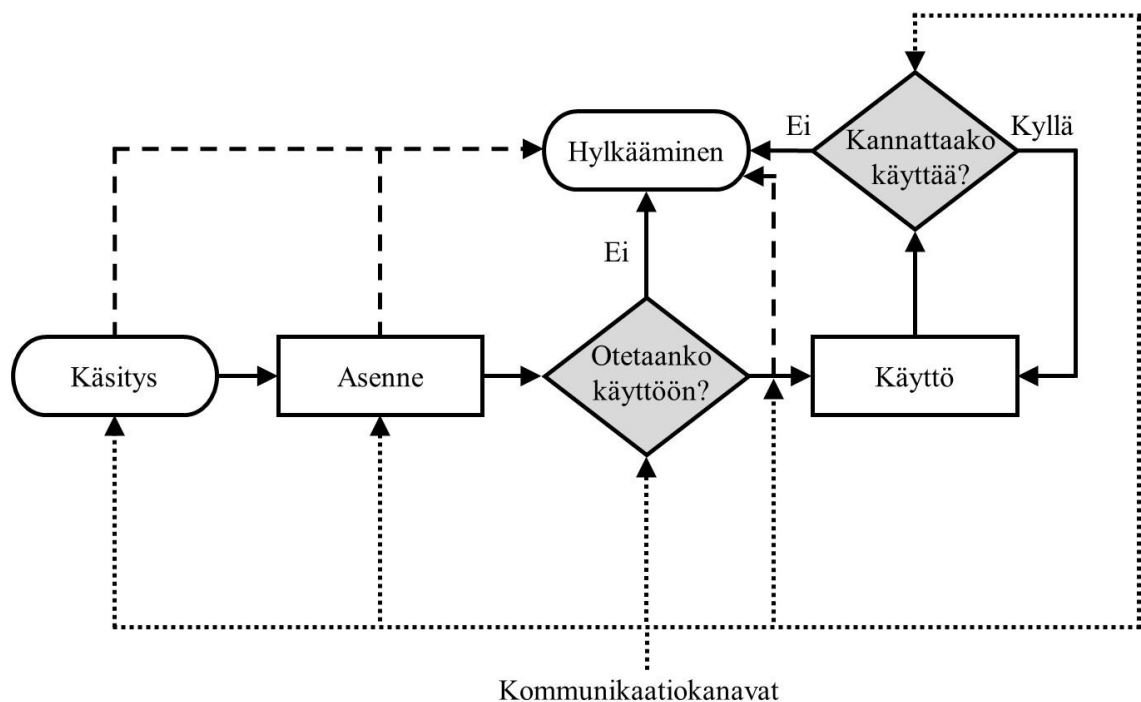 Ei
Kyllä
Kannattaako
käyttää?
Hylkääminen
Ei
Käsitys
Asenne
Otetaanko
käyttöön?
Käyttö
Kommunikaatiokanavat